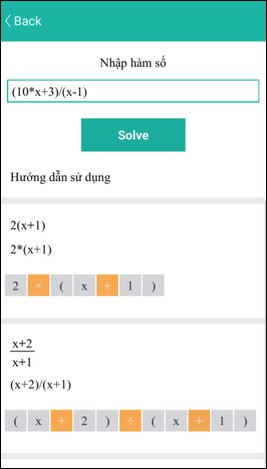 Back
Nhập hàm số
(10*x+3)/(x-1)
Solve
Hướng dẫn sử dụng
2(x+1)
2*(x+1)
2 × ( x + 1 )
x+2
x+1
(x+2)/(x+1)
( x + 2 ) ÷ ( x + 1 )